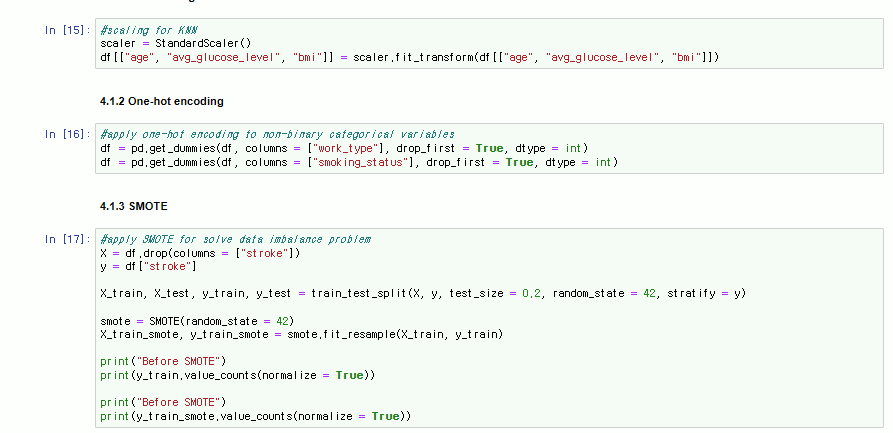 In [15]: #scaling for KNN
scaler = StandardScaler()
df[["age", "avg_glucose_level", "bmi"]] = scaler.fit_transform(df[["age", "avg_glucose_level", "bmi"]])
4.1.2 One-hot encoding
In [16]: #apply one-hot encoding to non-binary categorical variables
df = pd.get_dummies(df, columns = ["work_type"], drop_first = True, dtype = int)
df = pd.get_dummies(df, columns = ["smoking_status"], drop_first = True, dtype = int)
4.1.3 SMOTE
In [17]: #apply SMOTE for solve data imbalance problem
X = df.drop(columns = ["stroke"])
y = df["stroke"]
X_train, X_test, y_train, y_test = train_test_split(X, y, test_size = 0.2, random_state = 42, stratify = y)
smote = SMOTE(random_state = 42)
X_train_smote, y_train_smote = smote.fit_resample(X_train, y_train)
print("Before SMOTE")
print(y_train.value_counts(normalize = True))
print("Before SMOTE")
print(y_train_smote.value_counts(normalize = True))